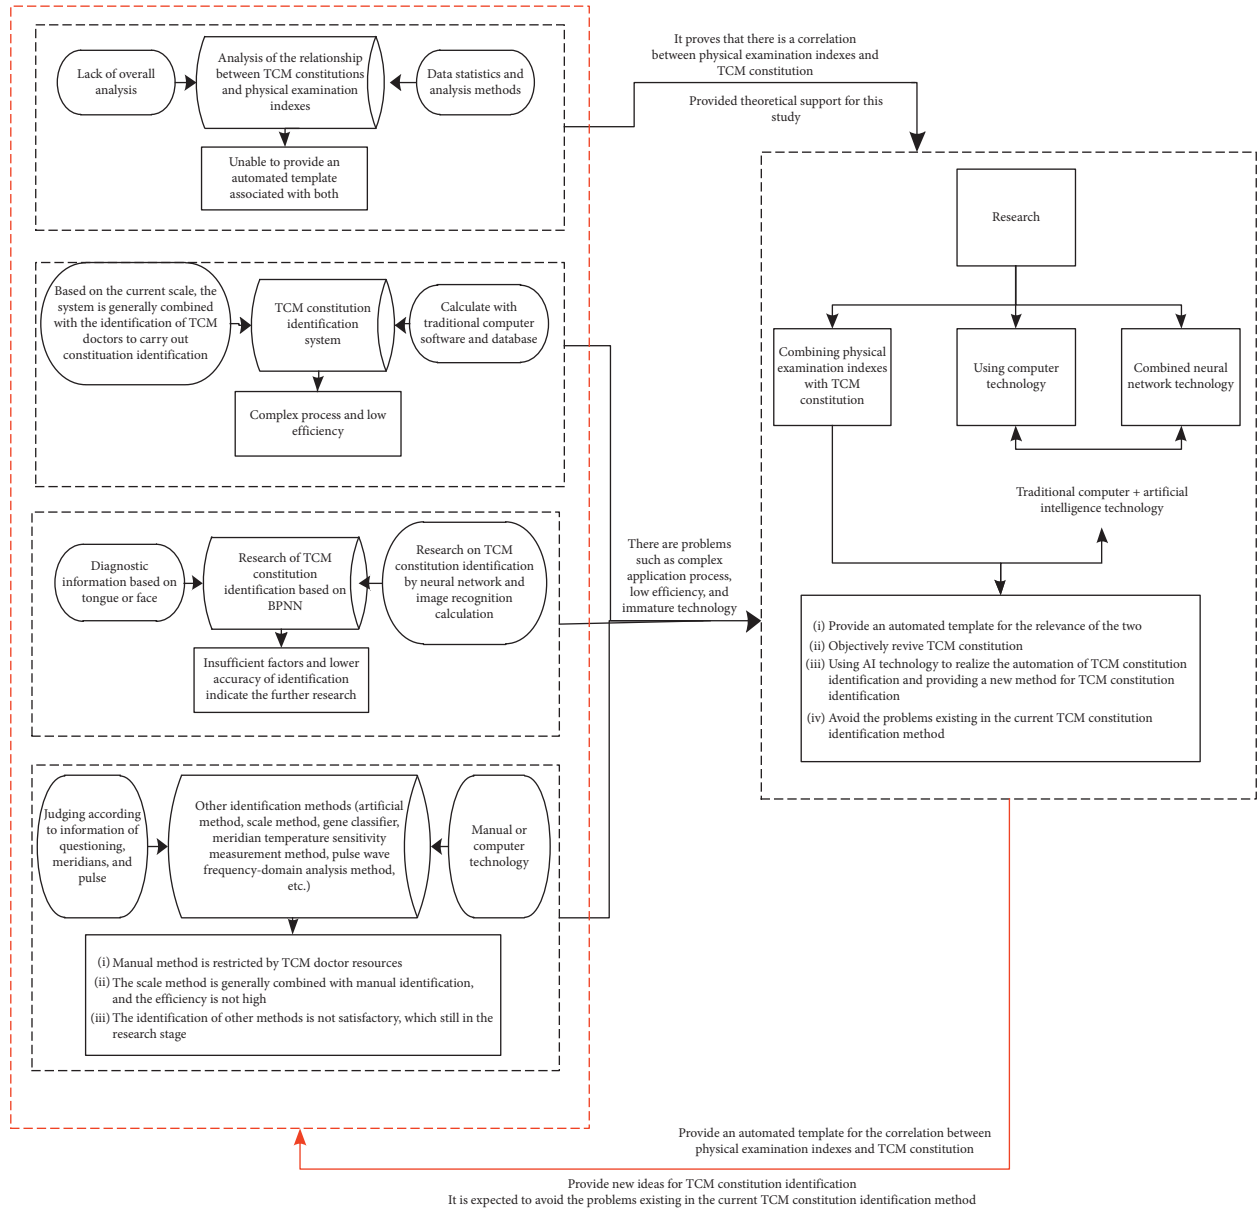 Lack of overall
analysis
Analysis of the relationship
between TCM constitutions
and physical examination
indexes
Data statistics and
analysis methods
Unable to provide an
automated template
associated with both
It proves that there is a correlation
between physical examination indexes and
TCM constitution
Provided theoretical support for this
study
Based on the current scale, the
system is generally combined
with the identification of TCM
doctors to carry out
constituation identification
TCM constitution
identification
system
Calculate with
traditional computer
software and database
Complex process and low
efficiency
Diagnostic
information based on
tongue or face
Research of TCM
constitution
identification based on
BPNN
Research on TCM
constitution identification
by neural network and
image recognition
calculation
Insufficient factors and lower
accuracy of identification
indicate the further research
Judging according
to information of
questioning,
meridians, and
pulse
Other identification methods (artificial
method, scale method, gene classifier,
meridian temperature sensitivity
measurement method, pulse wave
frequency-domain analysis method,
etc.)
Manual or
computer
technology
(i) Manual method is restricted by TCM doctor resources
(ii) The scale method is generally combined with manual identification,
and the efficiency is not high
(iii) The identification of other methods is not satisfactory, which still in the
research stage
There are problems
such as complex
application process,
low efficiency, and
immature technology
Research
Combining physical
examination indexes
with TCM
constitution
Using computer
technology
Combined neural
network technology
Traditional computer + artificial
intelligence technology
(i) Provide an automated template for the relevance of the two
(ii) Objectively revive TCM constitution
(iii) Using AI technology to realize the automation of TCM constitution
identification and providing a new method for TCM constitution
identification
(iv) Avoid the problems existing in the current TCM constitution
identification method
Provide an automated template for the correlation between
physical examination indexes and TCM constitution
Provide new ideas for TCM constitution identification
It is expected to avoid the problems existing in the current TCM constitution identification method